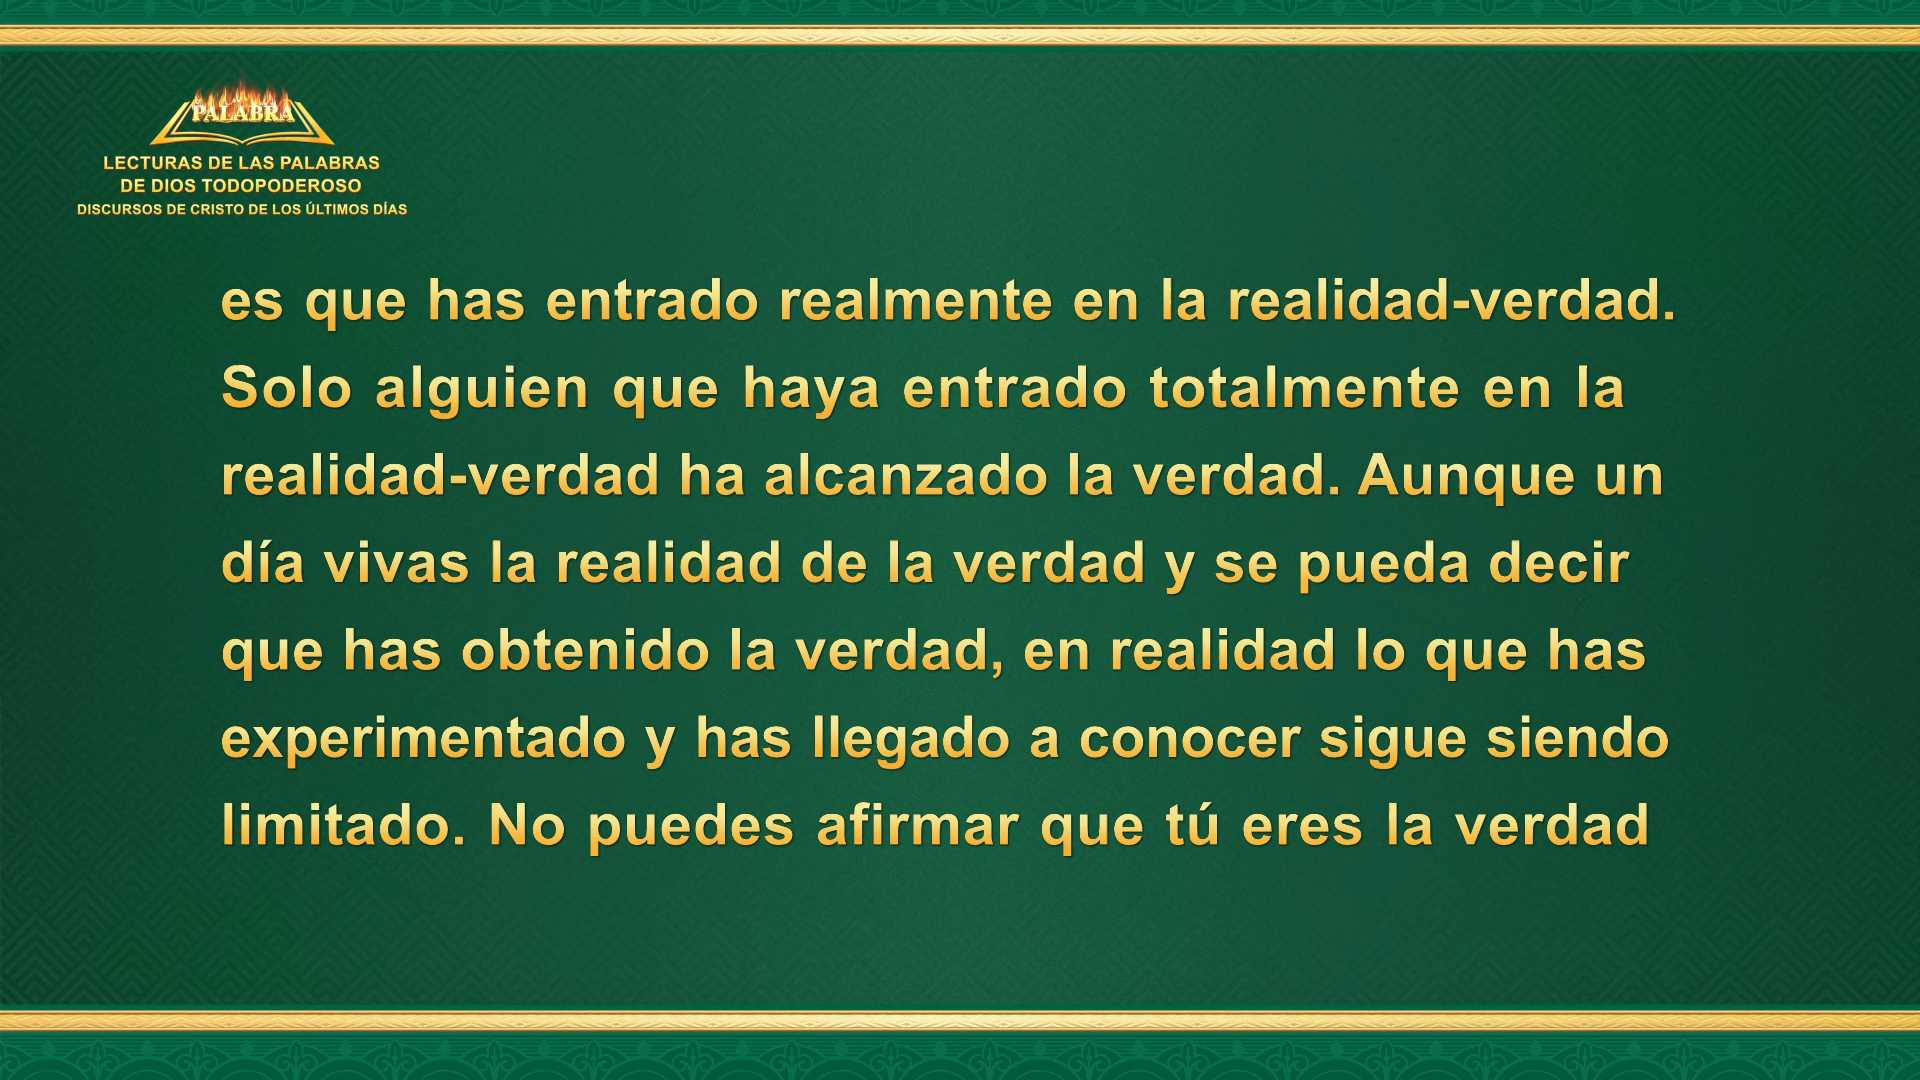 PALABRA
LECTURAS DE LAS PALABRAS
DE DIOS TODOPODEROSO
DISCURSOS DE CRISTO DE LOS ÚLTIMOS DÍAS
es que has entrado realmente en la realidad-verdad.
Solo alguien que haya entrado totalmente en la
realidad-verdad ha alcanzado la verdad. Aunque un
día vivas la realidad de la verdad y se pueda decir
que has obtenido la verdad, en realidad lo que has
experimentado y has llegado a conocer sigue siendo
limitado. No puedes afirmar que tú eres la verdad